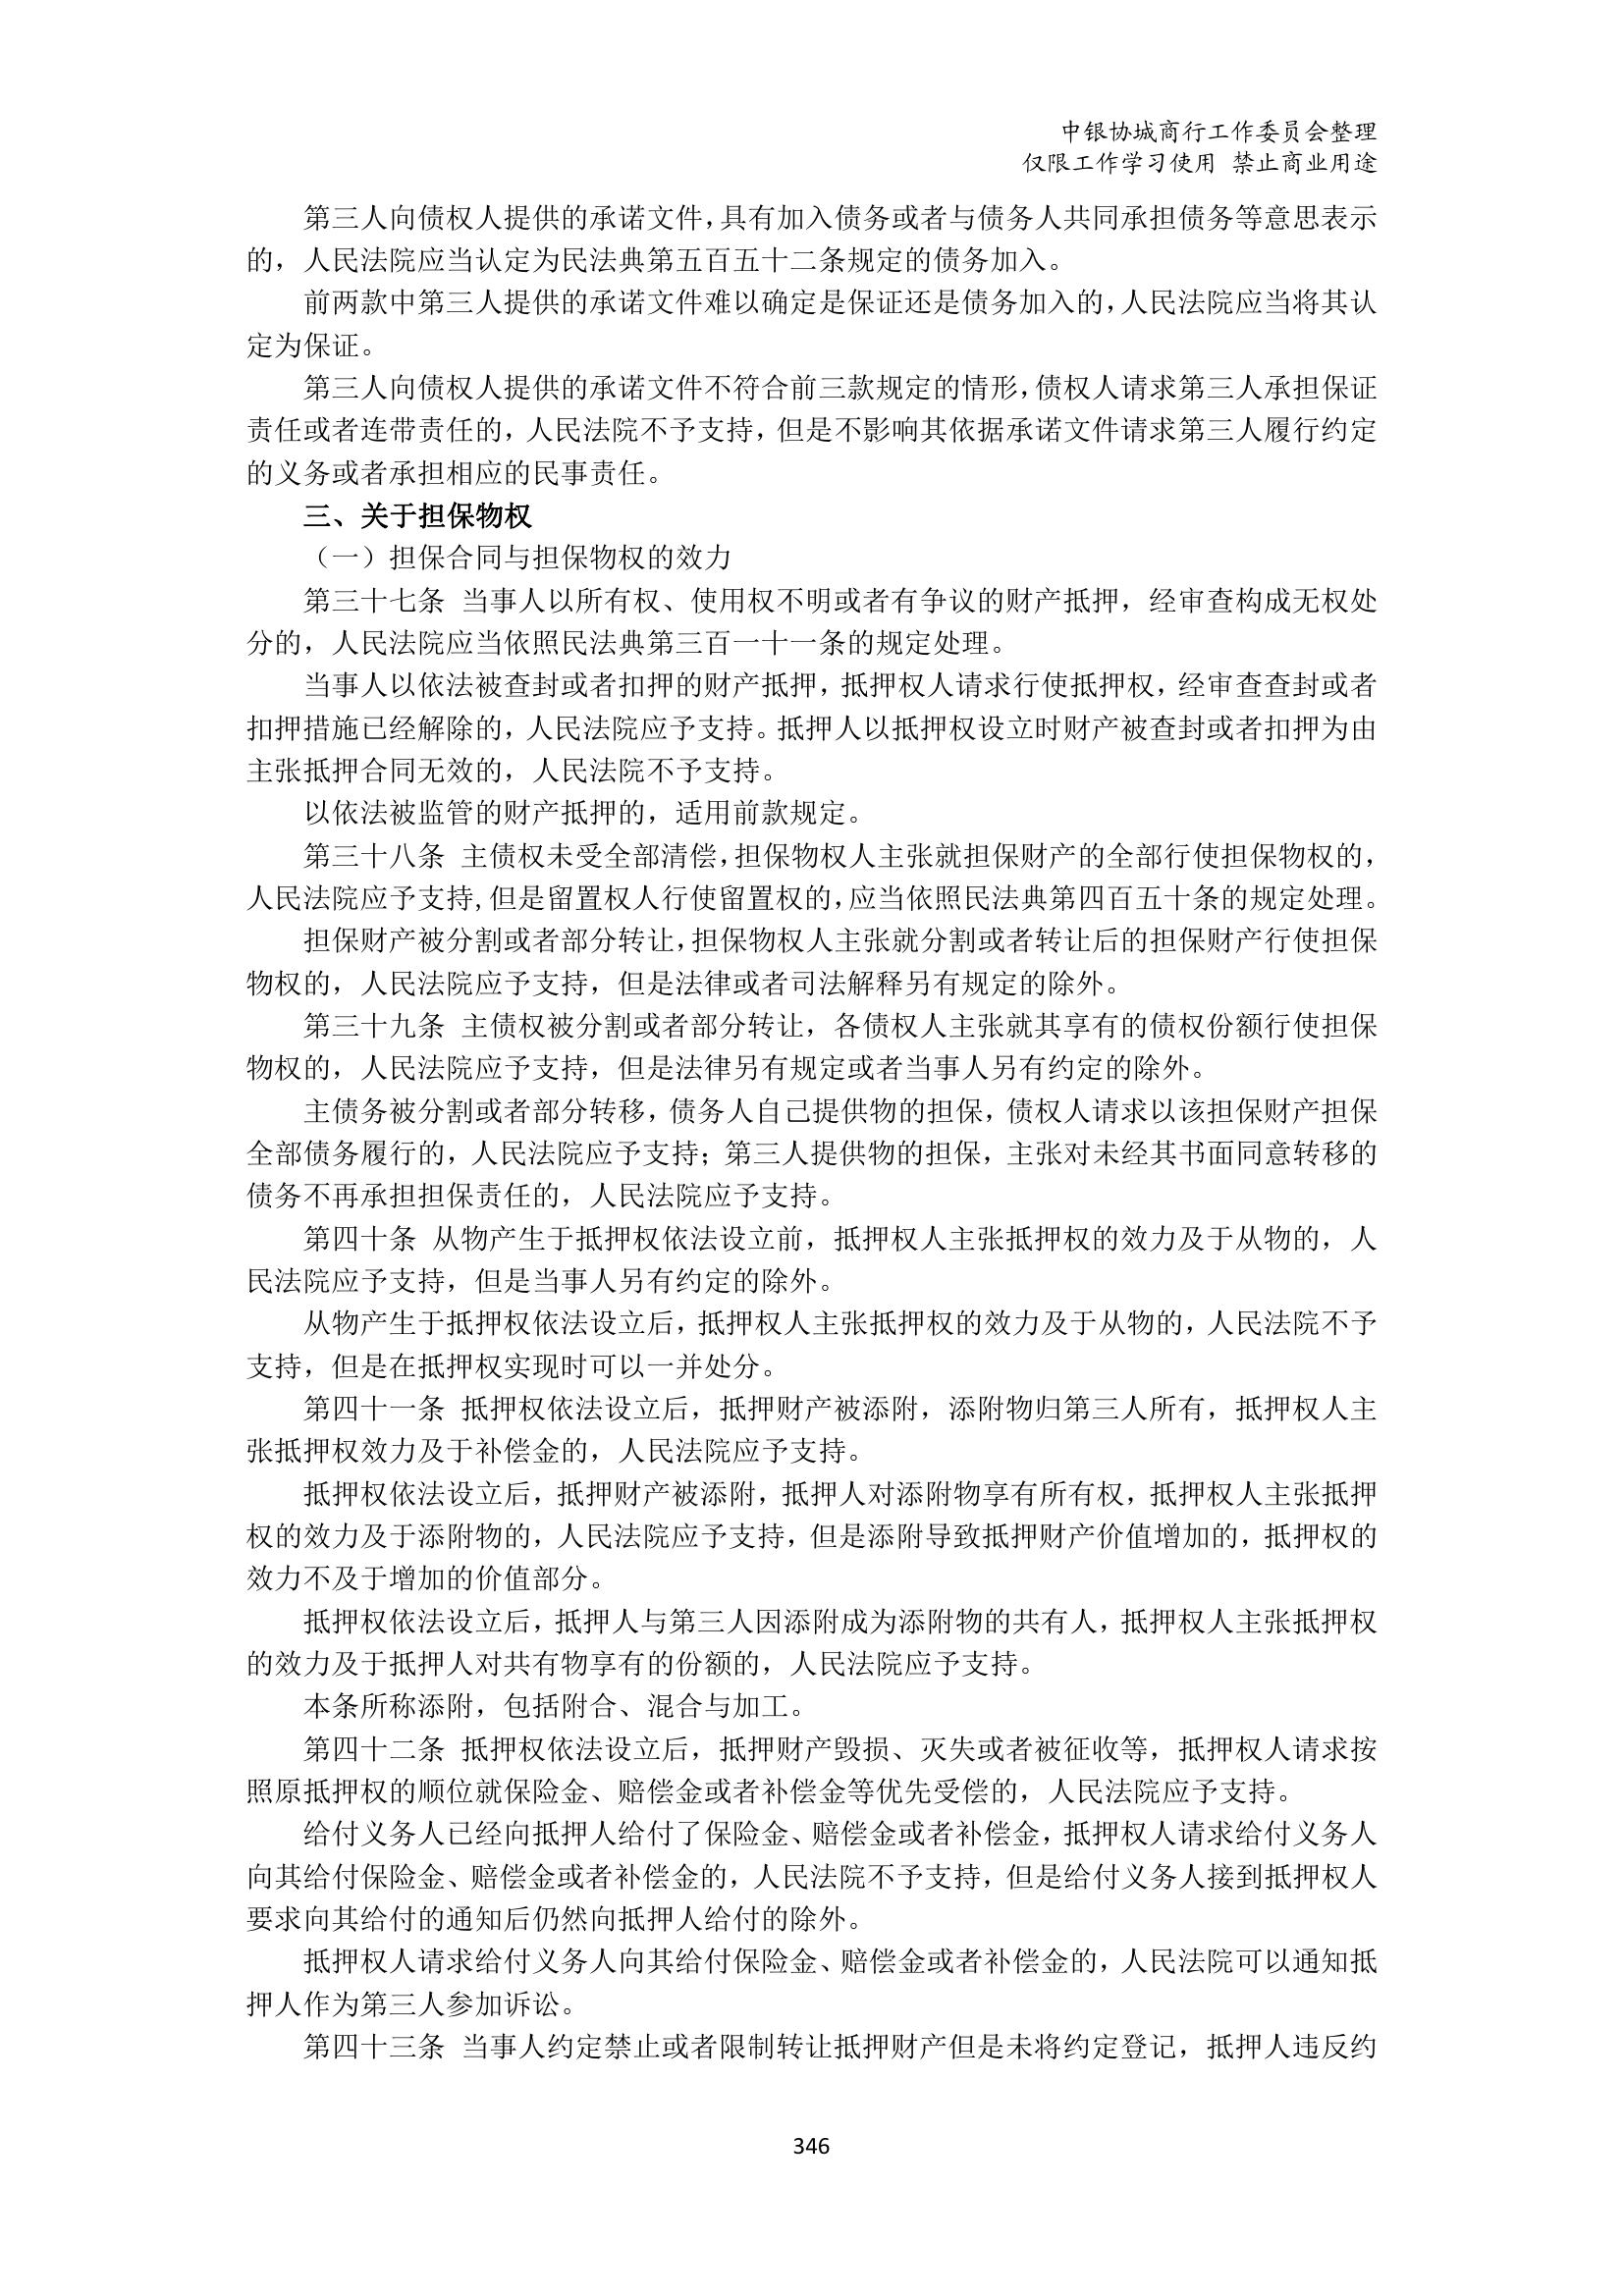 中银协城商行工作委员会整理
仅限工作学习使用 禁止商业用途
第三人向债权人提供的承诺文件，具有加入债务或者与债务人共同承担债务等意思表示
的，人民法院应当认定为民法典第五百五十二条规定的债务加入。
前两款中第三人提供的承诺文件难以确定是保证还是债务加入的，人民法院应当将其认
定为保证。
第三人向债权人提供的承诺文件不符合前三款规定的情形，债权人请求第三人承担保证
责任或者连带责任的，人民法院不予支持，但是不影响其依据承诺文件请求第三人履行约定
的义务或者承担相应的民事责任。
三、关于担保物权
（一）担保合同与担保物权的效力
第三十七条 当事人以所有权、使用权不明或者有争议的财产抵押，经审查构成无权处
分的，人民法院应当依照民法典第三百一十一条的规定处理。
当事人以依法被查封或者扣押的财产抵押，抵押权人请求行使抵押权，经审查查封或者
扣押措施已经解除的，人民法院应予支持。抵押人以抵押权设立时财产被查封或者扣押为由
主张抵押合同无效的，人民法院不予支持。
以依法被监管的财产抵押的，适用前款规定。
第三十八条 主债权未受全部清偿，担保物权人主张就担保财产的全部行使担保物权的，
人民法院应予支持,但是留置权人行使留置权的，应当依照民法典第四百五十条的规定处理。
担保财产被分割或者部分转让，担保物权人主张就分割或者转让后的担保财产行使担保
物权的，人民法院应予支持，但是法律或者司法解释另有规定的除外。
第三十九条 主债权被分割或者部分转让，各债权人主张就其享有的债权份额行使担保
物权的，人民法院应予支持，但是法律另有规定或者当事人另有约定的除外。
主债务被分割或者部分转移，债务人自己提供物的担保，债权人请求以该担保财产担保
全部债务履行的，人民法院应予支持；第三人提供物的担保，主张对未经其书面同意转移的
债务不再承担担保责任的，人民法院应予支持。
第四十条 从物产生于抵押权依法设立前，抵押权人主张抵押权的效力及于从物的，人
民法院应予支持，但是当事人另有约定的除外。
从物产生于抵押权依法设立后，抵押权人主张抵押权的效力及于从物的，人民法院不予
支持，但是在抵押权实现时可以一并处分。
第四十一条 抵押权依法设立后，抵押财产被添附，添附物归第三人所有，抵押权人主
张抵押权效力及于补偿金的，人民法院应予支持。
抵押权依法设立后，抵押财产被添附，抵押人对添附物享有所有权，抵押权人主张抵押
权的效力及于添附物的，人民法院应予支持，但是添附导致抵押财产价值增加的，抵押权的
效力不及于增加的价值部分。
抵押权依法设立后，抵押人与第三人因添附成为添附物的共有人，抵押权人主张抵押权
的效力及于抵押人对共有物享有的份额的，人民法院应予支持。
本条所称添附，包括附合、混合与加工。
第四十二条 抵押权依法设立后，抵押财产毁损、灭失或者被征收等，抵押权人请求按
照原抵押权的顺位就保险金、赔偿金或者补偿金等优先受偿的，人民法院应予支持。
给付义务人已经向抵押人给付了保险金、赔偿金或者补偿金，抵押权人请求给付义务人
向其给付保险金、赔偿金或者补偿金的，人民法院不予支持，但是给付义务人接到抵押权人
要求向其给付的通知后仍然向抵押人给付的除外。
抵押权人请求给付义务人向其给付保险金、赔偿金或者补偿金的，人民法院可以通知抵
押人作为第三人参加诉讼。
第四十三条 当事人约定禁止或者限制转让抵押财产但是未将约定登记，抵押人违反约
346